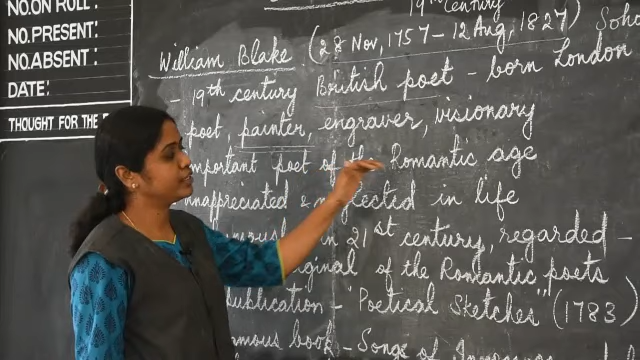 NO.ON ROLL:
NO.PRESENT:
NO.ABSENT:
DATE:
THOUGHT FOR THE
19th Century
William Blake. (28 Nov, 1757 – 12 Aug, 1827)
- 19th century British poet - born London
poet, painter, engraver, visionary
important poet of the Romantic age
unappreciated & neglected in life
in 21st century, regarded -
original of the Romantic poets
publication - "Poetical Sketches" (1783)
famous book - Songs of Innocence